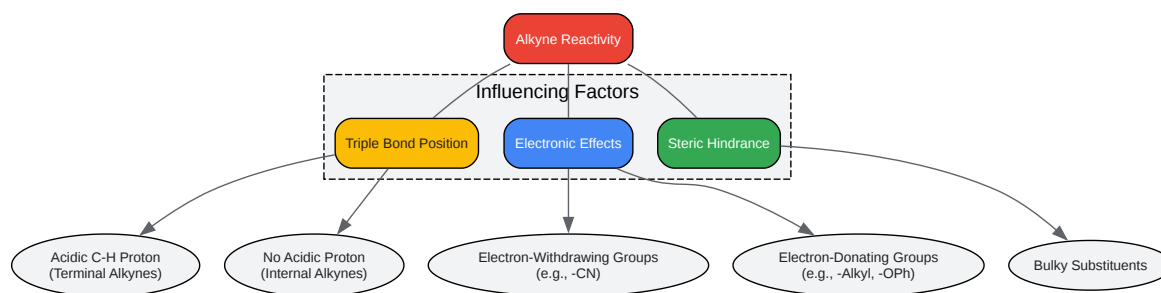 Alkyne Reactivity
Influencing Factors
Triple Bond Position
Electronic Effects
Steric Hindrance
Acidic C-H Proton
(Terminal Alkynes)
No Acidic Proton
(Internal Alkynes)
Electron-Withdrawing Groups
(e.g., -CN)
Electron-Donating Groups
(e.g., -Alkyl, -OPh)
Bulky Substituents